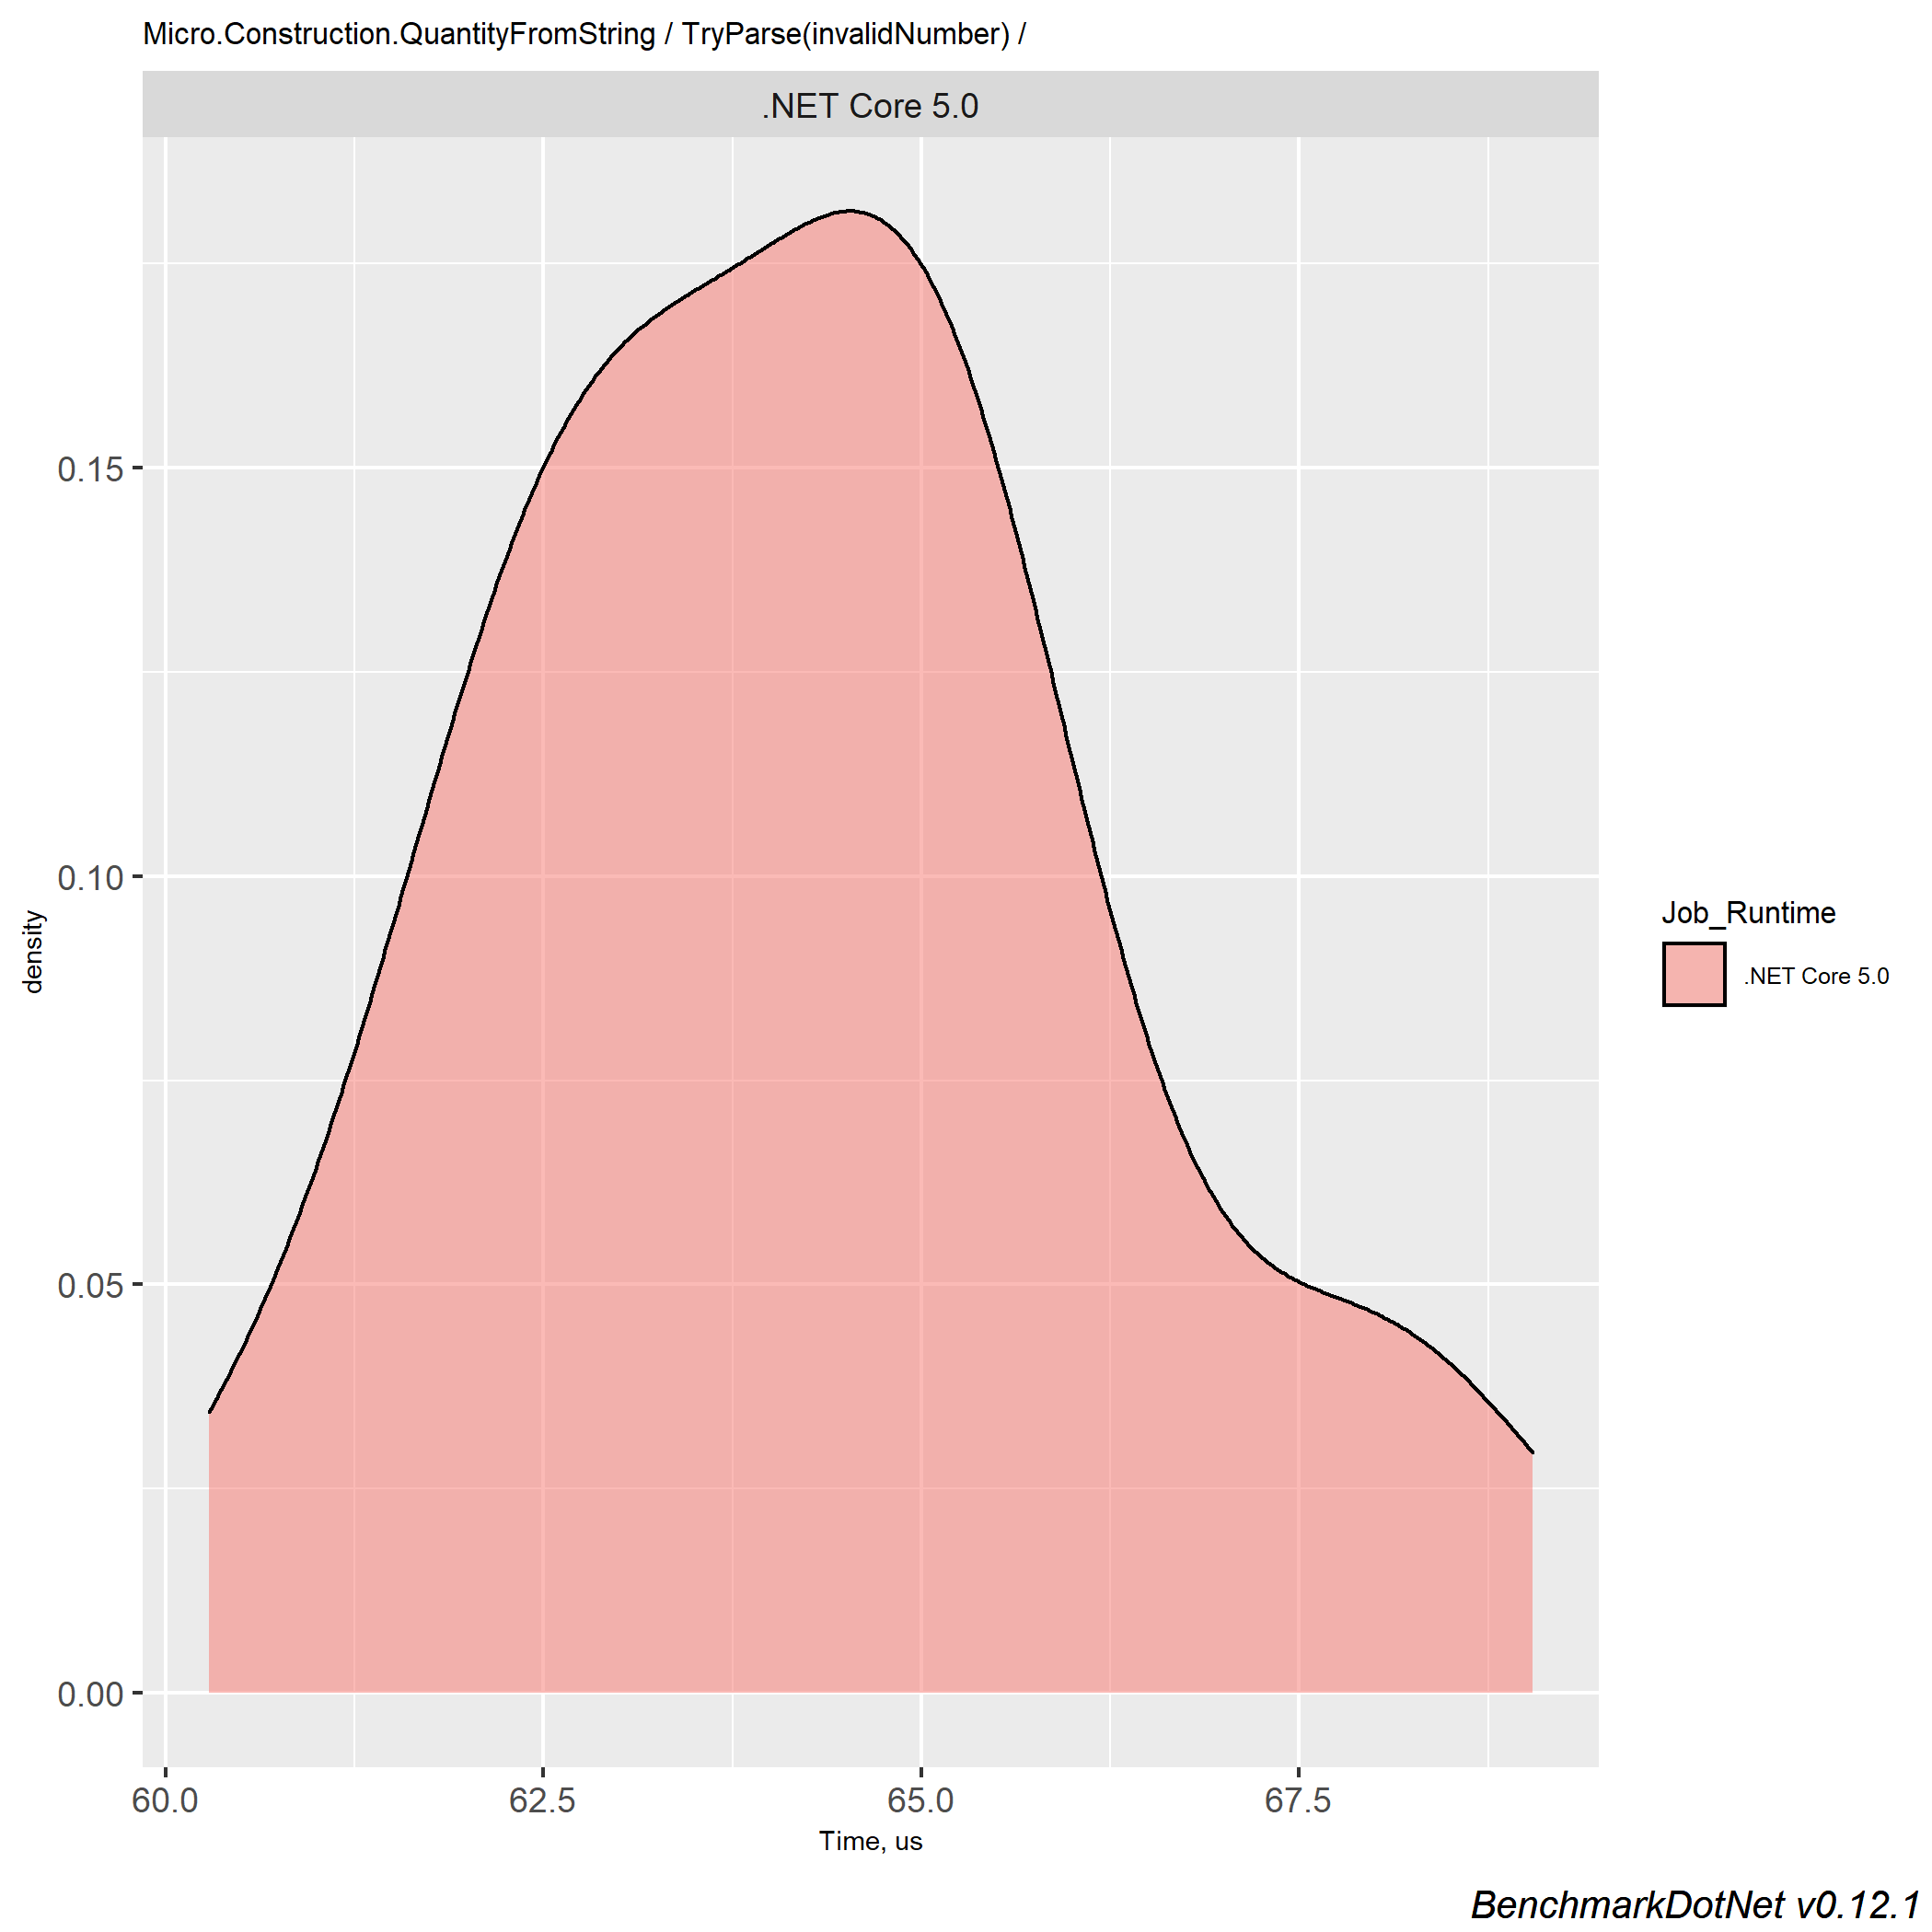 Micro.Construction.QuantityFromString / TryParse(invalidNumber) /
.NET Core 5.0
0.15
0.10
0.05
0.00
density
60.0 62.5 65.0 67.5
Time, us
Job_Runtime
.NET Core 5.0
BenchmarkDotNet v0.12.1